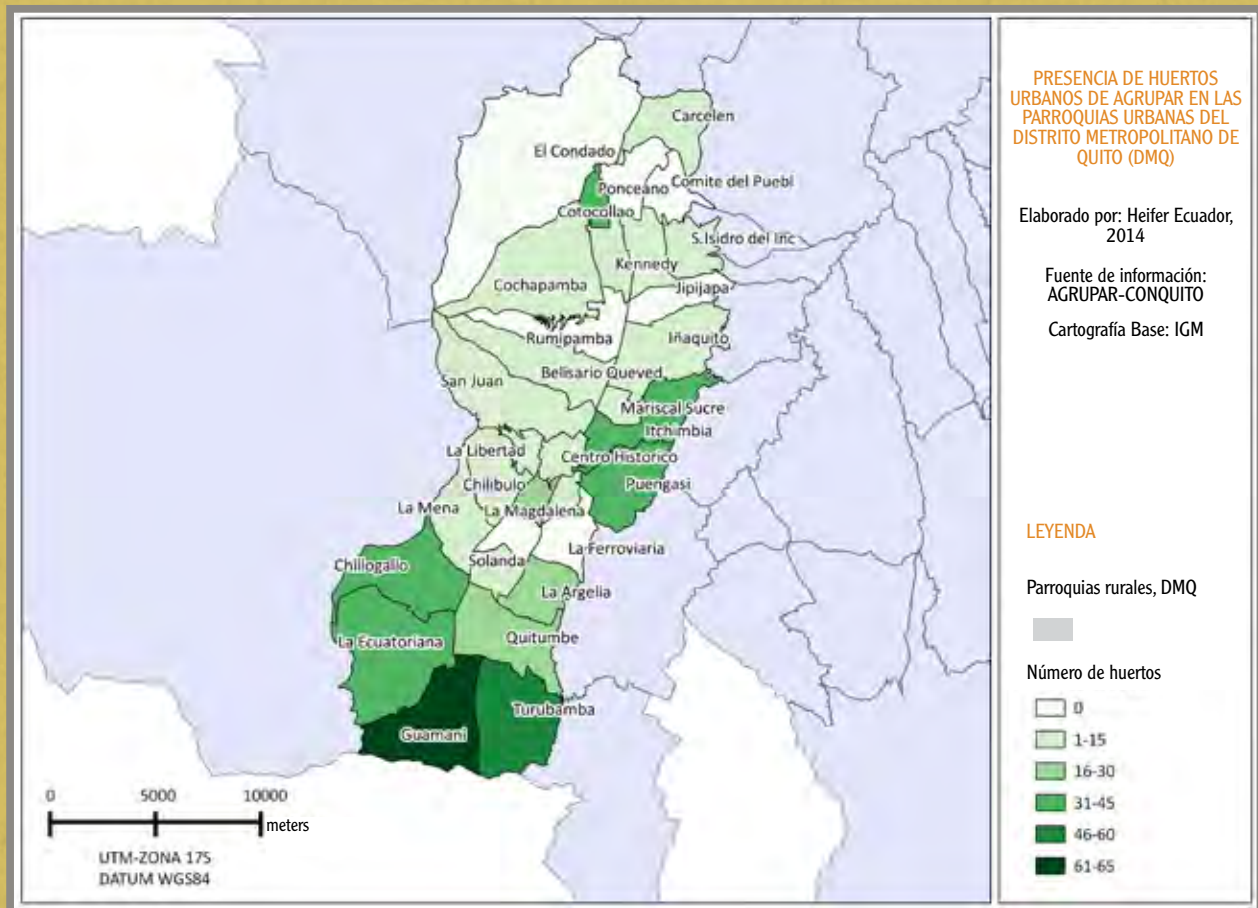 Carcelen
El Condado
Ponceano
Comite del Puebl
Cotocollao
S.Isidro del Inc
Kennedy
Cochapamba
Jipijapa
Rumipamba
Iñaquito
Belisario Queved
San Juan
Mariscal Sucre
Itchimbia
La Libertad
Centro Historico
Chilibulo
Puengasi
La Mena
La Magdalena
La Ferroviaria
Solanda
Chillogallo
La Argelia
La Ecuatoriana
Quitumbe
Turubamba
Guamani
0 5000 10000
meters
UTM-ZONA 175
DATUM WGS84
PRESENCIA DE HUERTOS
URBANOS DE AGRUPAR EN LAS
PARROQUIAS URBANAS DEL
DISTRITO METROPOLITANO DE
QUITO (DMQ)
Elaborado por: Heifer Ecuador,
2014
Fuente de información:
AGRUPAR-CONQUITO
Cartografía Base: IGM
LEYENDA
Parroquias rurales, DMQ
Número de huertos
0
1-15
16-30
31-45
46-60
61-65